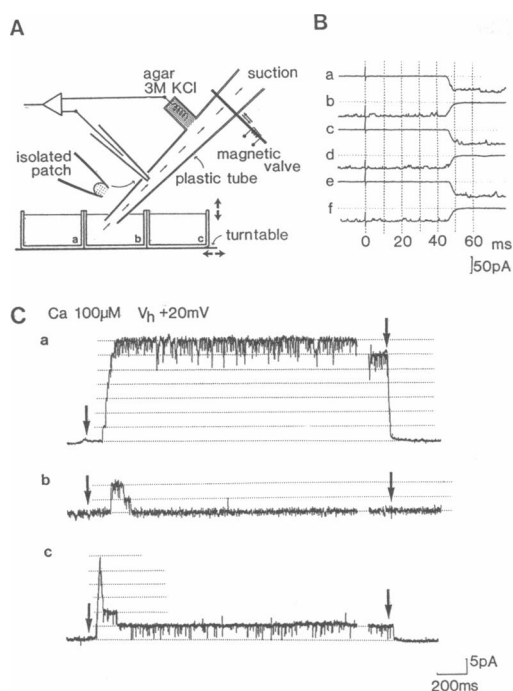 A
agar
3M KCl
suction
magnetic
valve
isolated
patch
plastic tube
a
b
c
turntable
B
a
b
c
d
e
f
0
20
40
60
ms
50pA
C
Ca 100µM Vh +20mV
a
b
c
5pA
200ms